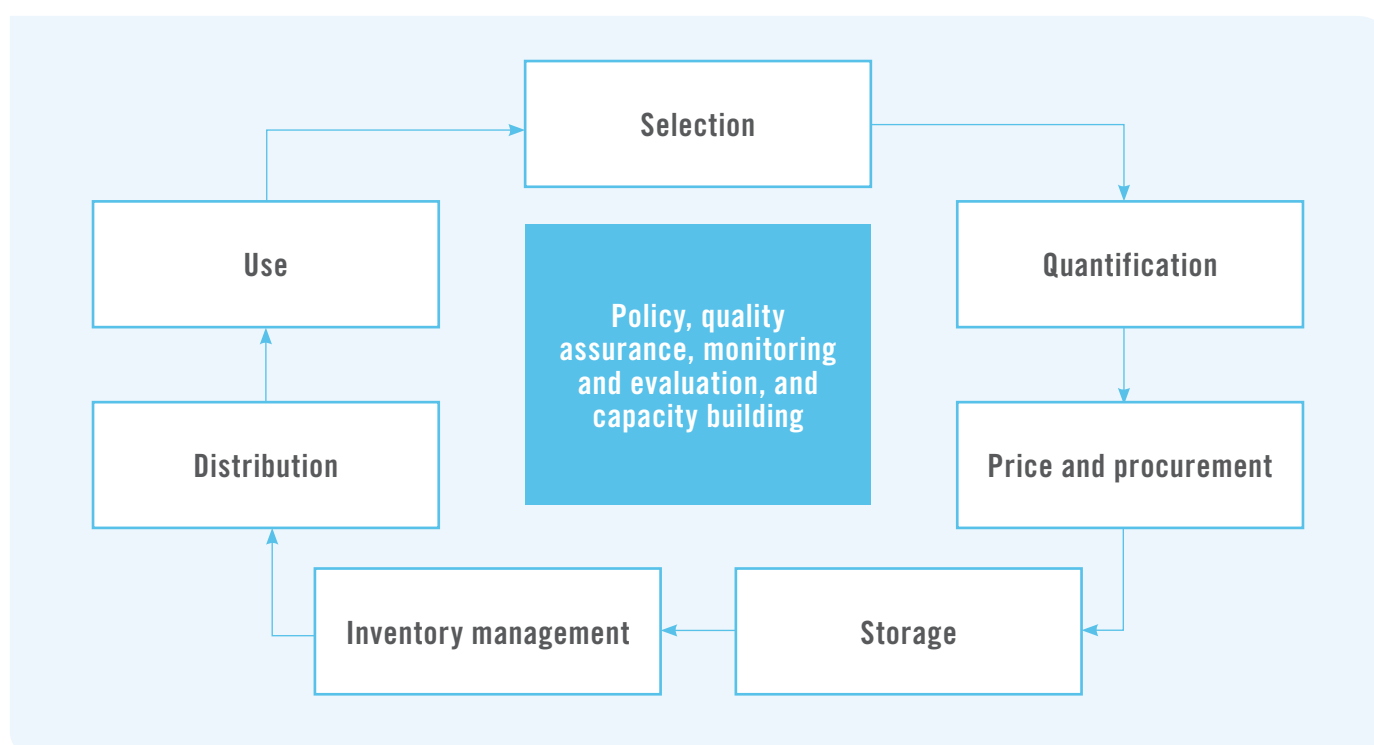 Selection
Use
Quantification
Policy, quality
assurance, monitoring
and evaluation, and
capacity building
Distribution
Price and procurement
Inventory management
Storage